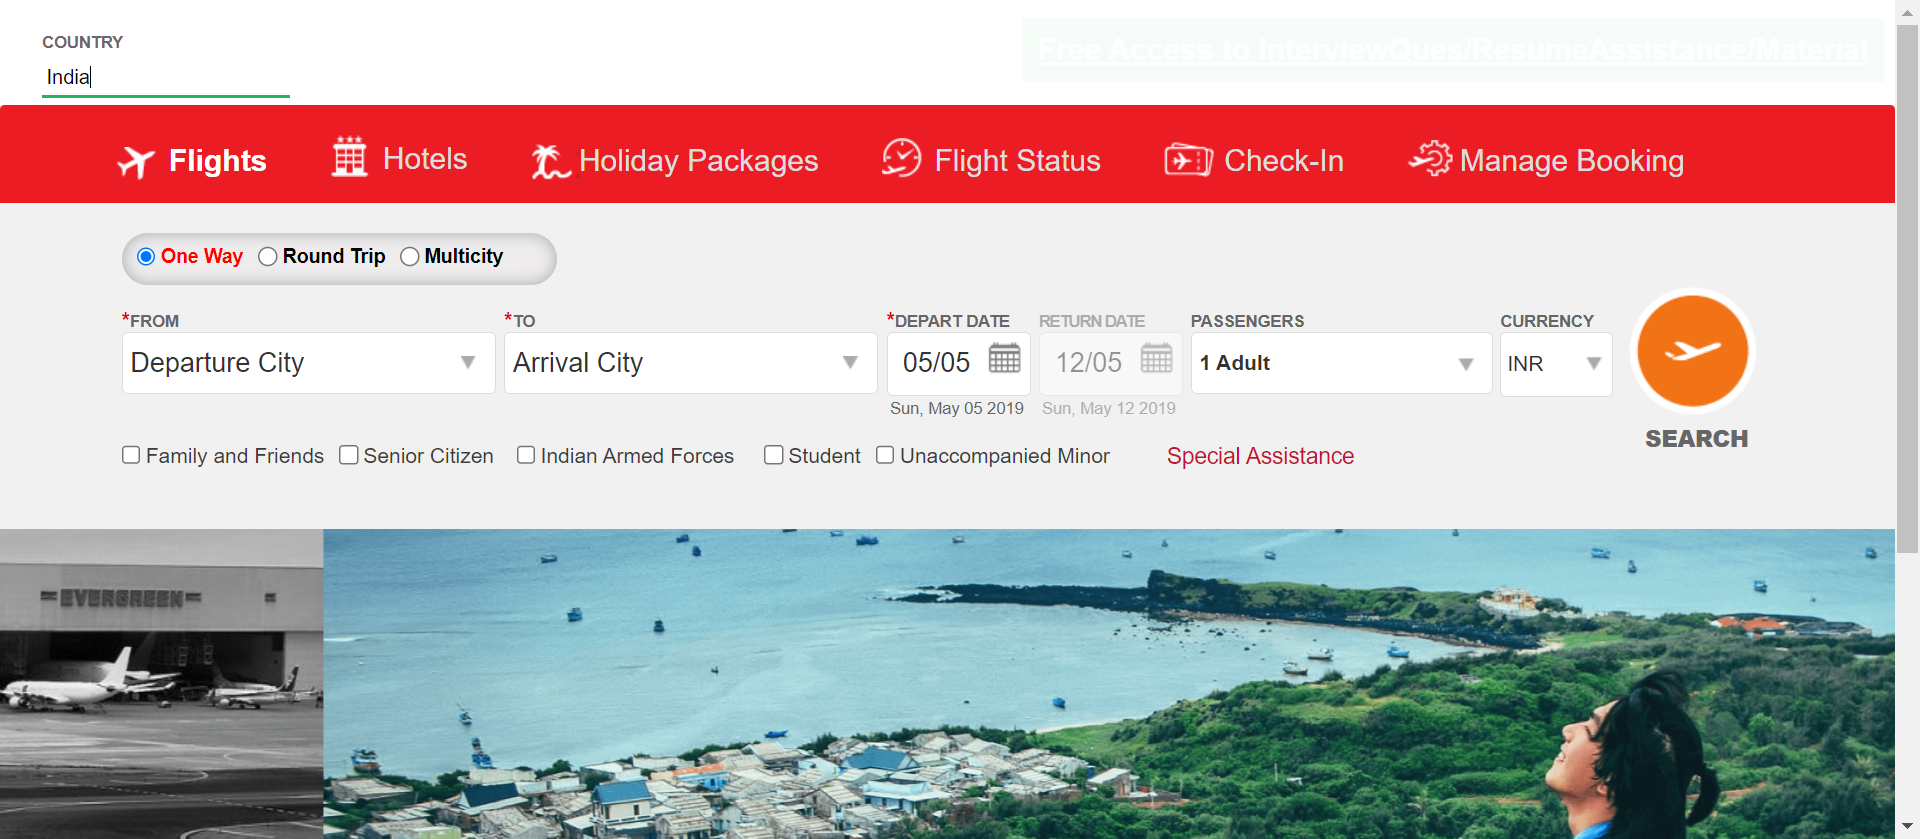 COUNTRY
India
Free Access to InterviewQues/ResumeAssistance/Material
Flights
Hotels
Holiday Packages
Flight Status
Check-In
Manage Booking
One Way
Round Trip
Multicity
*FROM
*TO
*DEPART DATE
RETURN DATE
PASSENGERS
CURRENCY
Departure City
Arrival City
05/05
12/05
1 Adult
INR
Sun, May 05 2019
Sun, May 12 2019
SEARCH
Family and Friends
Senior Citizen
Indian Armed Forces
Student
Unaccompanied Minor
Special Assistance
EVERGREEN